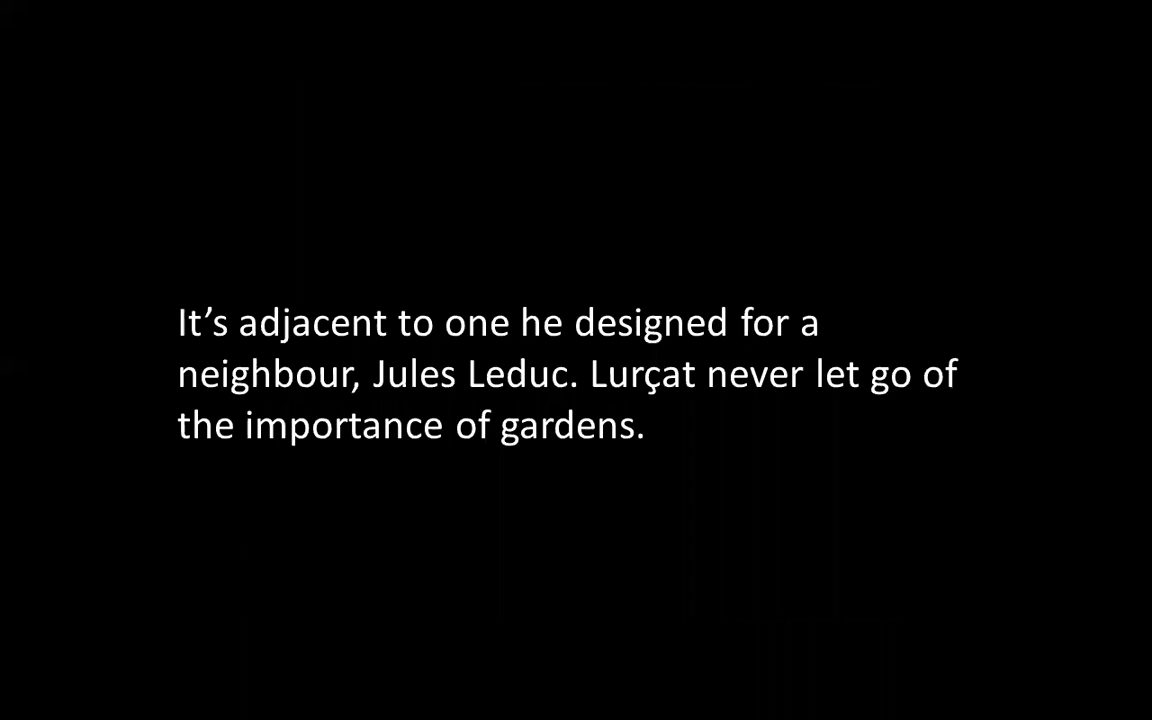 It’s adjacent to one he designed for a
neighbour, Jules Leduc. Lurçat never let go of
the importance of gardens.